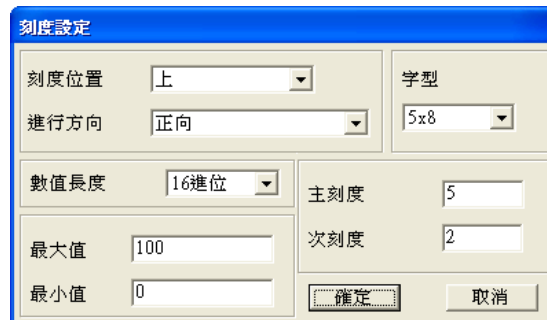 刻度設定
刻度位置 上
進行方向 正向
字型
5x8
數值長度 16進位
最大值 100
最小值 0
主刻度 5
次刻度 2
確定 取消